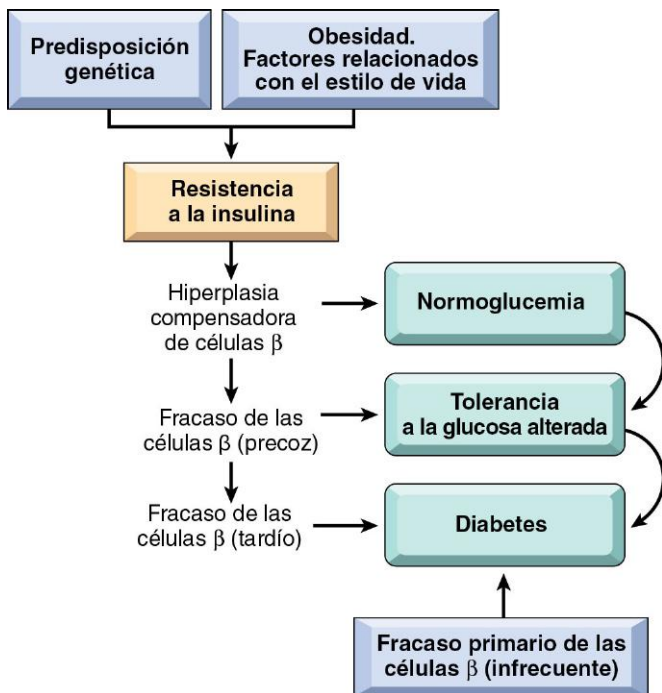 Predisposición
genética
Obesidad.
Factores relacionados
con el estilo de vida
Resistencia
a la insulina
Hiperplasia
compensadora
de células β
Normoglucemia
Fracaso de las
células β (precoz)
Tolerancia
a la glucosa alterada
Fracaso de las
células β (tardío)
Diabetes
Fracaso primario de las
células β (infrecuente)